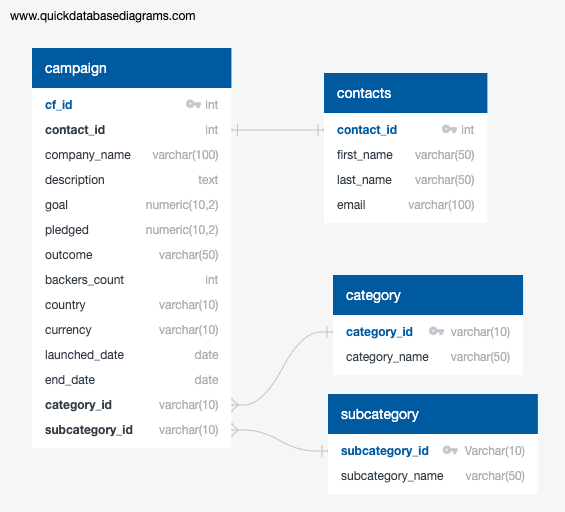 www.quickdatabasediagrams.com
campaign
cf_id int
contact_id int
company_name varchar(100)
description text
goal numeric(10,2)
pledged numeric(10,2)
outcome varchar(50)
backers_count int
country varchar(10)
currency varchar(10)
launched_date date
end_date date
category_id varchar(10)
subcategory_id varchar(10)
contacts
contact_id int
first_name varchar(50)
last_name varchar(50)
email varchar(100)
category
category_id varchar(10)
category_name varchar(50)
subcategory
subcategory_id Varchar(10)
subcategory_name varchar(50)